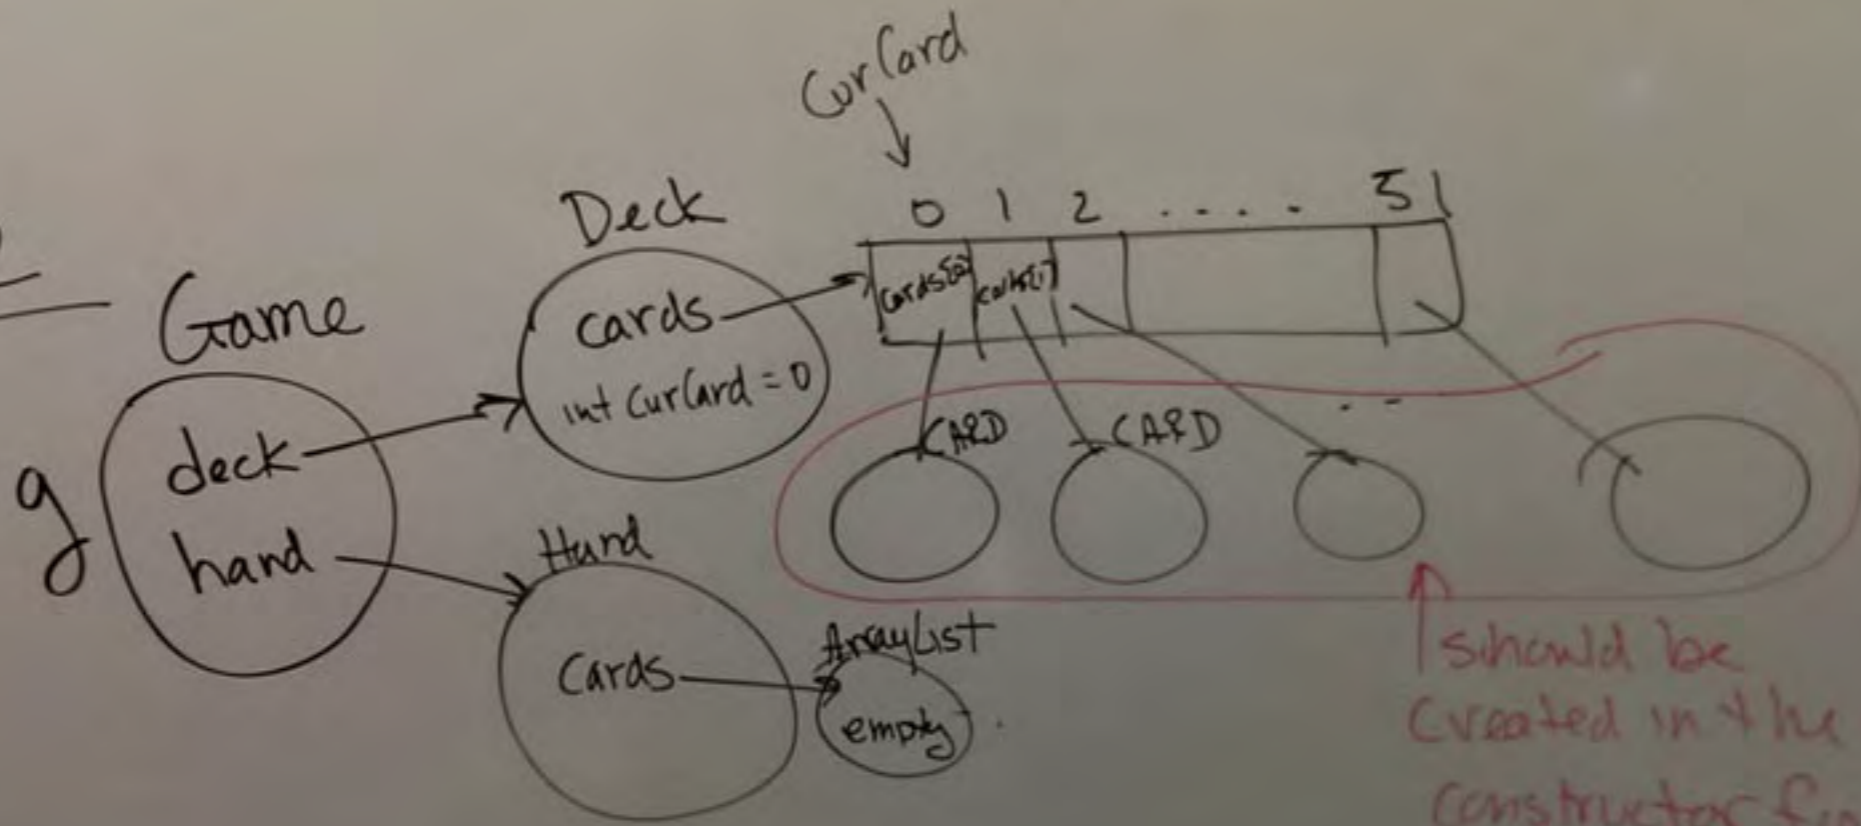 CurCard
0 1 2 . . . . 51
Deck
cards
int CurCard = 0
cards[0] cards[1]
Game
g
deck
hand
CARD CARD . .
Hand
Cards
ArrayList
empty
should be
created in the
constructor